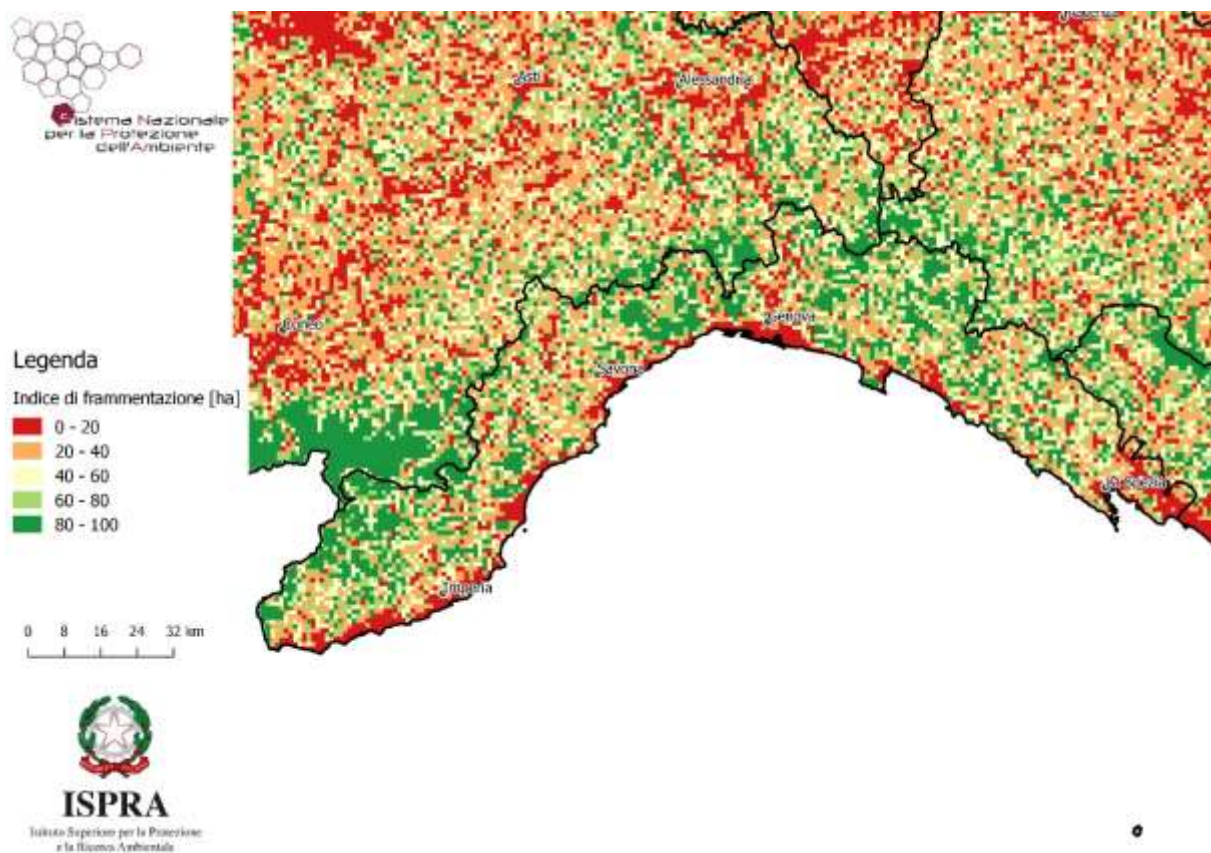 Sistema Nazionale
per la Protezione
dell'Ambiente
Asti
Alessandria
Cuneo
Genova
Savona
La Spezia
Imperia
Legenda
Indice di frammentazione [ha]
0 - 20
20 - 40
40 - 60
60 - 80
80 - 100
0 8 16 24 32 km
ISPRA
Istituto Superiore per la Protezione
e la Ricerca Ambientale